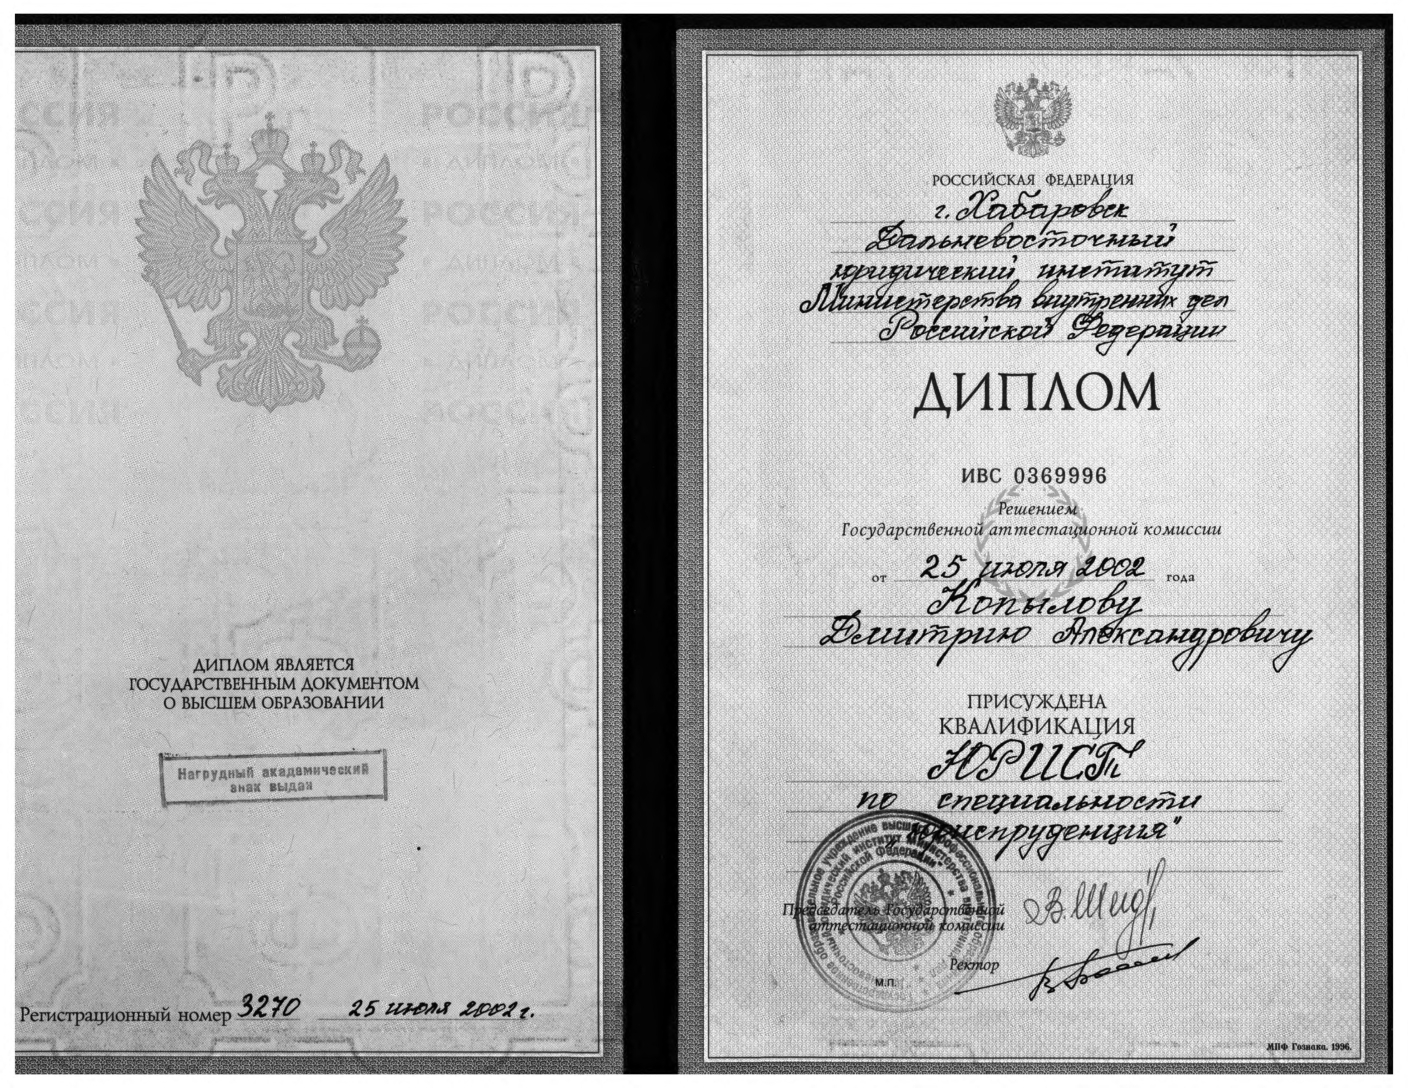 ДИПЛОМ ЯВЛЯЕТСЯ
ГОСУДАРСТВЕННЫМ ДОКУМЕНТОМ
О ВЫСШЕМ ОБРАЗОВАНИИ
Нагрудный академический
знак выдан
Регистрационный номер 3270 25 июля 2002 г.
РОССИЙСКАЯ ФЕДЕРАЦИЯ
г. Хабаровск
Дальневосточный
юридический институт
Министерства внутренних дел
Российской Федерации
ДИПЛОМ
ИВС 0369996
Решением
Государственной аттестационной комиссии
от 25 июля 2002 года
Копылову
Дмитрию Александровичу
ПРИСУЖДЕНА
КВАЛИФИКАЦИЯ
ЮРИСТ
по специальности
"Юриспруденция"
Председатель Государственной
аттестационной комиссии
Ректор
М.П.
МПФ Гознака. 1996.